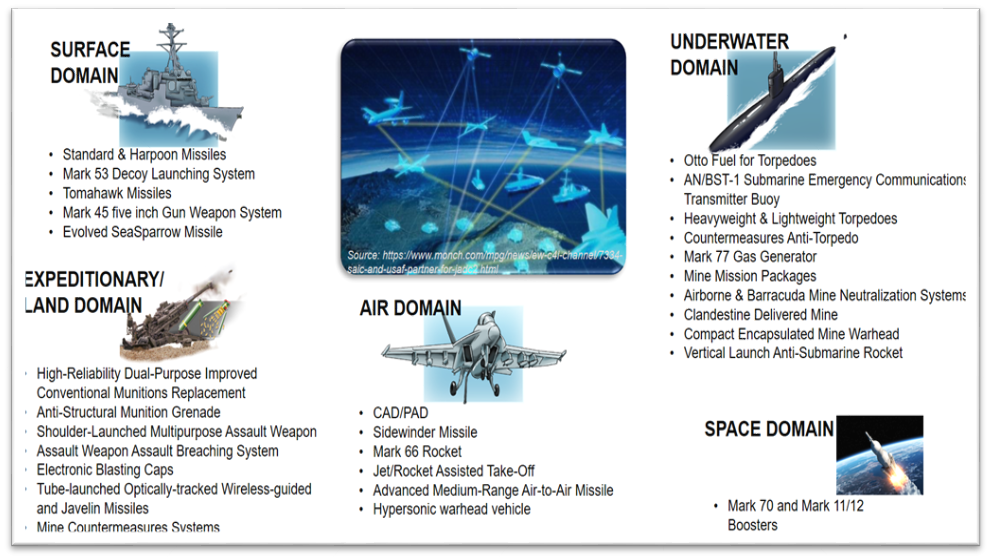 SURFACE
DOMAIN
• Standard & Harpoon Missiles
• Mark 53 Decoy Launching System
• Tomahawk Missiles
• Mark 45 five inch Gun Weapon System
• Evolved SeaSparrow Missile
EXPEDITIONARY/
LAND DOMAIN
• High-Reliability Dual-Purpose Improved
Conventional Munitions Replacement
• Anti-Structural Munition Grenade
• Shoulder-Launched Multipurpose Assault Weapon
• Assault Weapon Assault Breaching System
• Electronic Blasting Caps
• Tube-launched Optically-tracked Wireless-guided
and Javelin Missiles
• Mine Countermeasures Systems
Source: https://www.monch.com/mpg/news/ew-c4i-channel/7334-
saic-and-usaf-partner-for-jadc2.html
AIR DOMAIN
• CAD/PAD
• Sidewinder Missile
• Mark 66 Rocket
• Jet/Rocket Assisted Take-Off
• Advanced Medium-Range Air-to-Air Missile
• Hypersonic warhead vehicle
UNDERWATER
DOMAIN
• Otto Fuel for Torpedoes
• AN/BST-1 Submarine Emergency Communications
Transmitter Buoy
• Heavyweight & Lightweight Torpedoes
• Countermeasures Anti-Torpedo
• Mark 77 Gas Generator
• Mine Mission Packages
• Airborne & Barracuda Mine Neutralization Systems
• Clandestine Delivered Mine
• Compact Encapsulated Mine Warhead
• Vertical Launch Anti-Submarine Rocket
SPACE DOMAIN
• Mark 70 and Mark 11/12
Boosters